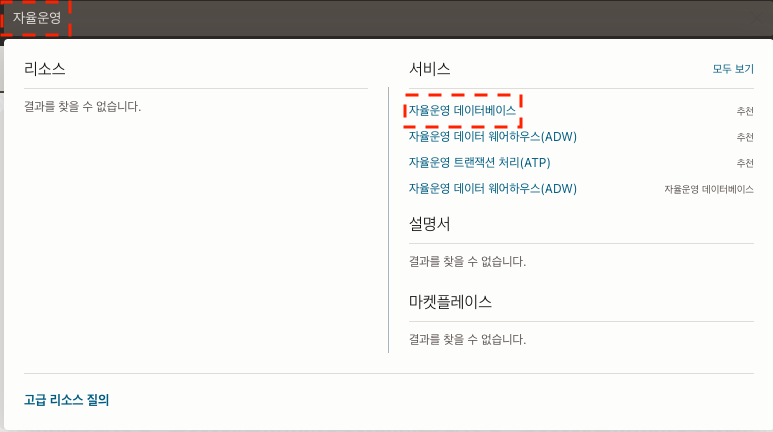 자율운영
리소스
결과를 찾을 수 없습니다.
서비스
모두 보기
자율운영 데이터베이스
추천
자율운영 데이터 웨어하우스(ADW)
추천
자율운영 트랜잭션 처리(ATP)
추천
자율운영 데이터 웨어하우스(ADW)
자율운영 데이터베이스
설명서
결과를 찾을 수 없습니다.
마켓플레이스
결과를 찾을 수 없습니다.
고급 리소스 질의